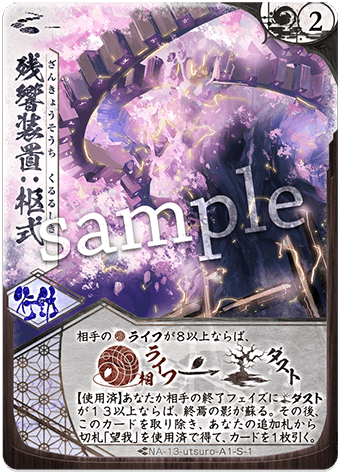 2
残響装置:枢式
ざんきょうそうち くるるしき
sample
行動
相手のライフが8以上ならば、
相ライフ→ダスト
【使用済】あなたか相手の終了フェイズにダスト
が13以上ならば、終焉の影が蘇る。その後、
このカードを取り除き、あなたの追加札から
切札「望我」を使用済で得て、カードを1枚引く。
NA-13-utsuro-A1-S-1